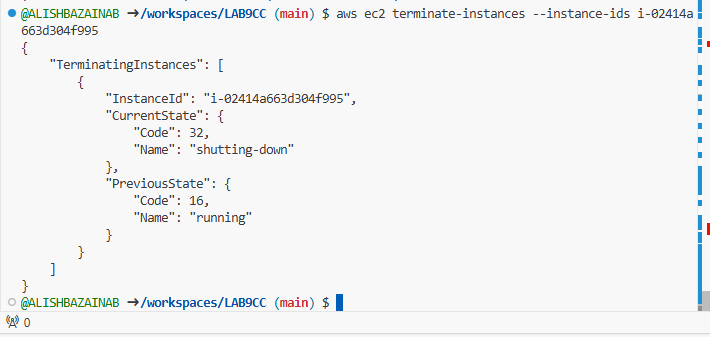 @ALISHBAZAINAB ➜/workspaces/LAB9CC (main) $ aws ec2 terminate-instances --instance-ids i-02414a
663d304f995
{
    "TerminatingInstances": [
        {
            "InstanceId": "i-02414a663d304f995",
            "CurrentState": {
                "Code": 32,
                "Name": "shutting-down"
            },
            "PreviousState": {
                "Code": 16,
                "Name": "running"
            }
        }
    ]
}
@ALISHBAZAINAB ➜/workspaces/LAB9CC (main) $
0